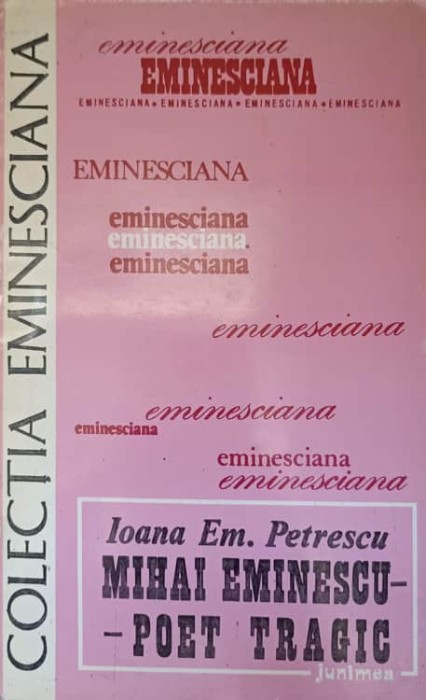 COLECTIA EMINESCIANA
eminesciana
EMINESCIANA
EMINESCIANA • EMINESCIANA • EMINESCIANA • EMINESCIANA
EMINESCIANA
eminesciana
eminesciana.
eminesciana
eminesciana
eminesciana
eminesciana
eminesciana
eminesciana
Ioana Em. Petrescu
MIHAI EMINESCU-
-POET TRAGIC
junimea